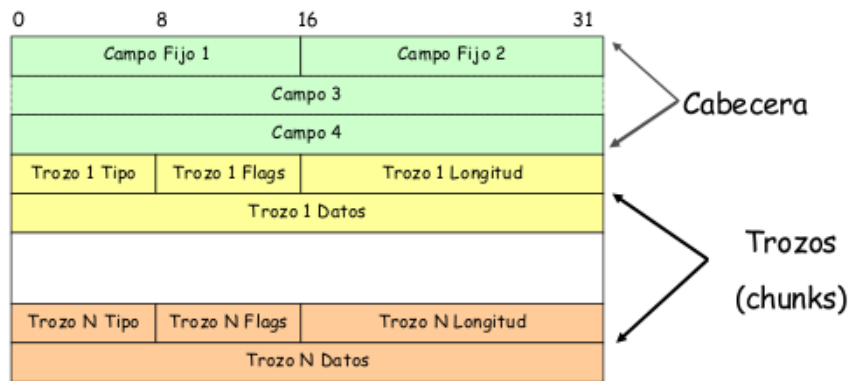 0 8 16 31
Campo Fijo 1 Campo Fijo 2
Campo 3
Cabecera
Campo 4
Trozo 1 Tipo Trozo 1 Flags Trozo 1 Longitud
Trozo 1 Datos
Trozos
(chunks)
Trozo N Tipo Trozo N Flags Trozo N Longitud
Trozo N Datos